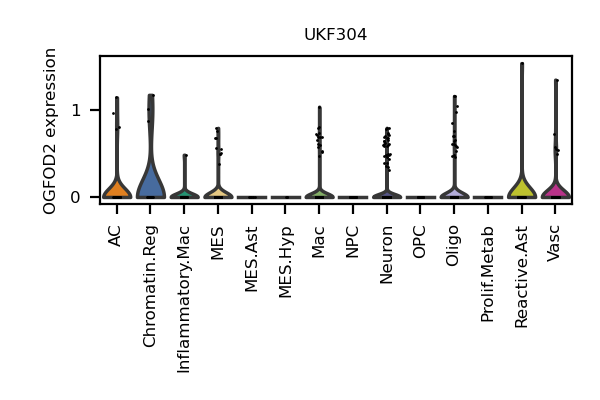 UKF304
OGFOD2 expression
1
0
AC
Chromatin.Reg
Inflammatory.Mac
MES
MES.Ast
MES.Hyp
Mac
NPC
Neuron
OPC
Oligo
Prolif.Metab
Reactive.Ast
Vasc